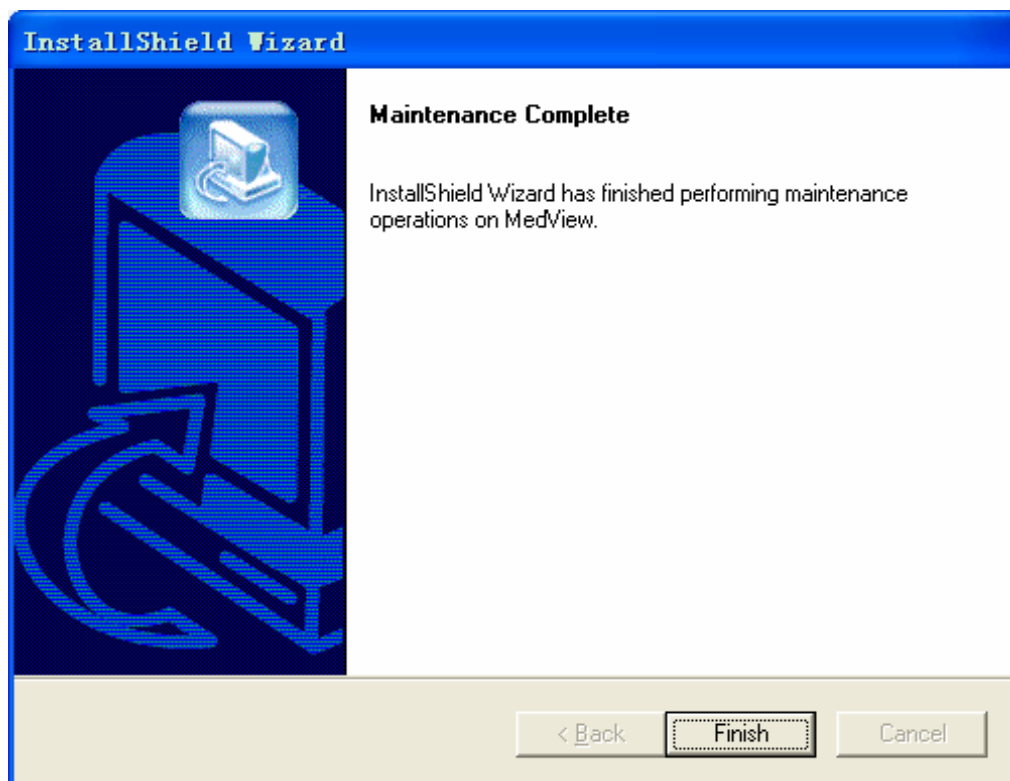 InstallShield Wizard
Maintenance Complete
InstallShield Wizard has finished performing maintenance
operations on MedView.
< Back
Finish
Cancel